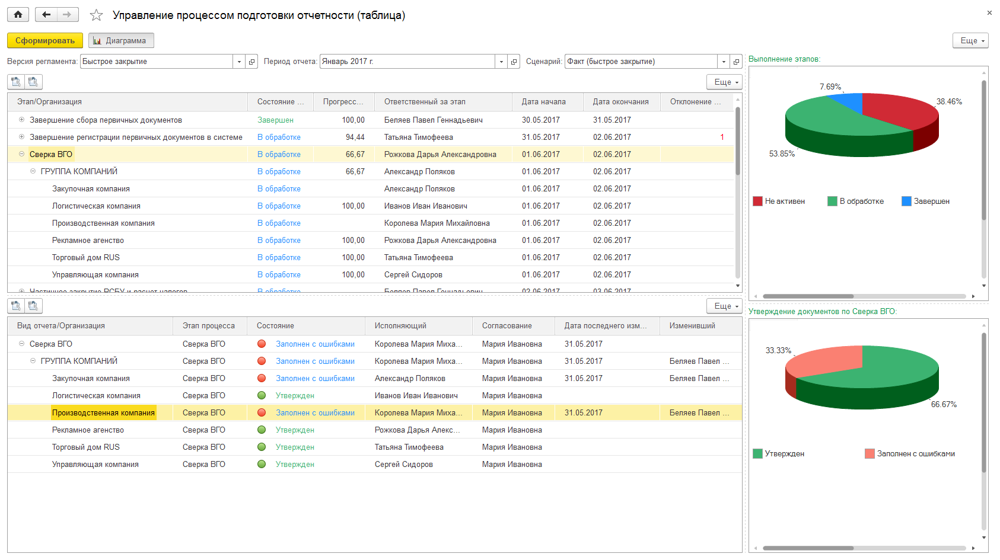 Управление процессом подготовки отчетности (таблица)
Сформировать Диаграмма Еще
Версия регламента: Быстрое закрытие Период отчета: Январь 2017 г. Сценарий: Факт (быстрое закрытие)
Еще
Этап/Организация Состояние ... Прогресс... Ответственный за этап Дата начала Дата окончания Отклонение ...
Завершение сбора первичных документов Завершен 100,00 Беляев Павел Геннадьевич 30.05.2017 31.05.2017
Завершение регистрации первичных документов в системе В обработке 94,44 Татьяна Тимофеева 31.05.2017 02.06.2017 1
Сверка ВГО В обработке 66,67 Рожкова Дарья Александровна 01.06.2017 02.06.2017
ГРУППА КОМПАНИЙ В обработке 66,67 Александр Поляков 01.06.2017 02.06.2017
Закупочная компания В обработке Александр Поляков 01.06.2017 02.06.2017
Логистическая компания В обработке 100,00 Иванов Иван Иванович 01.06.2017 02.06.2017
Производственная компания В обработке Королева Мария Михайловна 01.06.2017 02.06.2017
Рекламное агенство В обработке 100,00 Рожкова Дарья Александровна 01.06.2017 02.06.2017
Торговый дом RUS В обработке 100,00 Татьяна Тимофеева 01.06.2017 02.06.2017
Управляющая компания В обработке 100,00 Сергей Сидоров 01.06.2017 02.06.2017
Частичное закрытие РСБУ и расчет налогов В обработке Беляев Павел Геннадьевич 02.06.2017 03.06.2017
Еще
Вид отчета/Организация Этап процесса Состояние Исполняющий Согласование Дата последнего изм... Изменивший
Сверка ВГО Сверка ВГО Заполнен с ошибками Королева Мария Миха... Мария Ивановна 31.05.2017
ГРУППА КОМПАНИЙ Сверка ВГО Заполнен с ошибками Королева Мария Миха... Мария Ивановна 31.05.2017 Беляев Павел ...
Закупочная компания Сверка ВГО Заполнен с ошибками Александр Поляков Мария Ивановна 31.05.2017 Беляев Павел ...
Логистическая компания Сверка ВГО Утвержден Иванов Иван Иванович Мария Ивановна
Производственная компания Сверка ВГО Заполнен с ошибками Королева Мария Миха... Мария Ивановна 31.05.2017 Беляев Павел ...
Рекламное агенство Сверка ВГО Утвержден Рожкова Дарья Алекс... Мария Ивановна
Торговый дом RUS Сверка ВГО Утвержден Татьяна Тимофеева Мария Ивановна
Управляющая компания Сверка ВГО Утвержден Сергей Сидоров Мария Ивановна
Выполнение этапов:
7.69%
38.46%
53.85%
Не активен В обработке Завершен
Утверждение документов по Сверка ВГО:
33.33%
66.67%
Утвержден Заполнен с ошибками